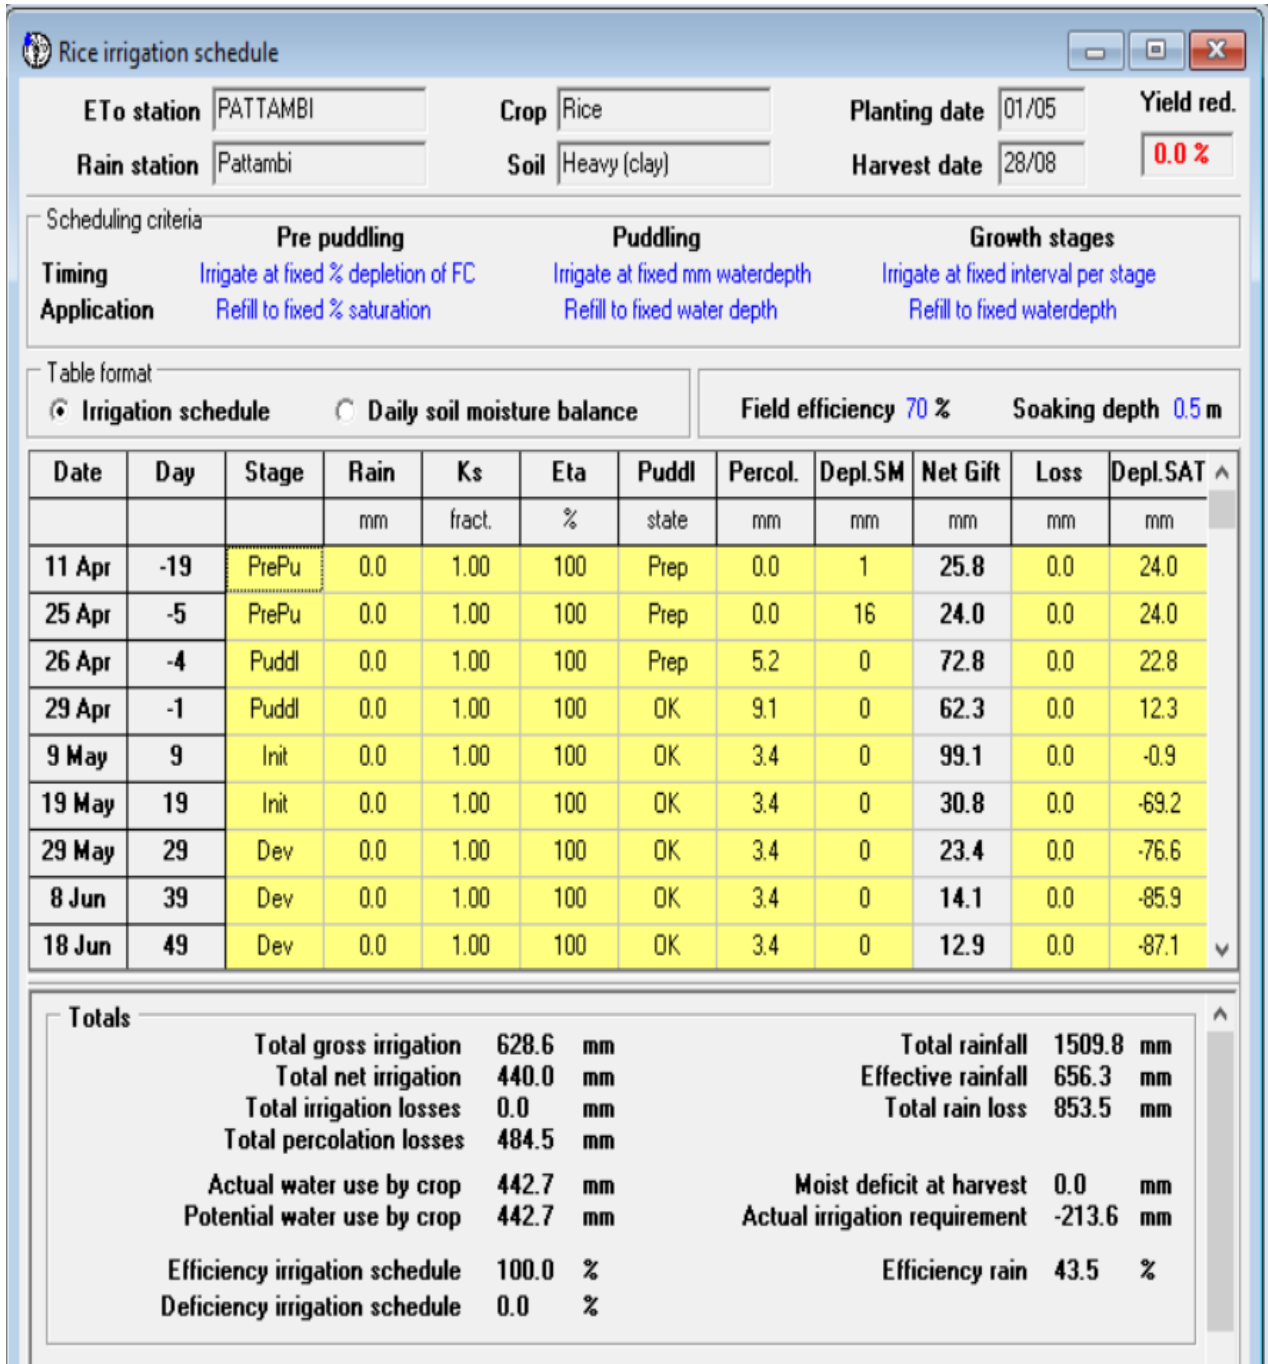 Rice irrigation schedule
ETo station PATTAMBI Crop Rice Planting date 01/05 Yield red.
Rain station Pattambi Soil Heavy (clay) Harvest date 28/08 0.0 %
Scheduling criteria
Pre puddling Puddling Growth stages
Timing Irrigate at fixed % depletion of FC Irrigate at fixed mm waterdepth Irrigate at fixed interval per stage
Application Refill to fixed % saturation Refill to fixed water depth Refill to fixed waterdepth
Table format
Irrigation schedule Daily soil moisture balance Field efficiency 70 % Soaking depth 0.5 m
Date Day Stage Rain Ks Eta Puddl Percol. Depl.SM Net Gift Loss Depl.SAT
mm fract. % state mm mm mm mm mm
11 Apr -19 PrePu 0.0 1.00 100 Prep 0.0 1 25.8 0.0 24.0
25 Apr -5 PrePu 0.0 1.00 100 Prep 0.0 16 24.0 0.0 24.0
26 Apr -4 Puddl 0.0 1.00 100 Prep 5.2 0 72.8 0.0 22.8
29 Apr -1 Puddl 0.0 1.00 100 OK 9.1 0 62.3 0.0 12.3
9 May 9 Init 0.0 1.00 100 OK 3.4 0 99.1 0.0 -0.9
19 May 19 Init 0.0 1.00 100 OK 3.4 0 30.8 0.0 -69.2
29 May 29 Dev 0.0 1.00 100 OK 3.4 0 23.4 0.0 -76.6
8 Jun 39 Dev 0.0 1.00 100 OK 3.4 0 14.1 0.0 -85.9
18 Jun 49 Dev 0.0 1.00 100 OK 3.4 0 12.9 0.0 -87.1
Totals
Total gross irrigation 628.6 mm Total rainfall 1509.8 mm
Total net irrigation 440.0 mm Effective rainfall 656.3 mm
Total irrigation losses 0.0 mm Total rain loss 853.5 mm
Total percolation losses 484.5 mm
Actual water use by crop 442.7 mm Moist deficit at harvest 0.0 mm
Potential water use by crop 442.7 mm Actual irrigation requirement -213.6 mm
Efficiency irrigation schedule 100.0 % Efficiency rain 43.5 %
Deficiency irrigation schedule 0.0 %